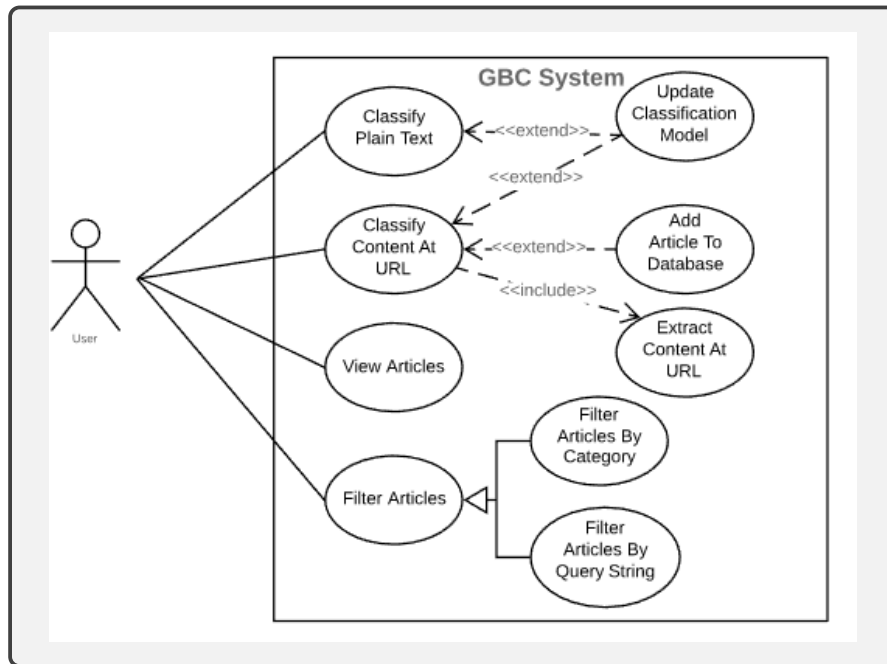 GBC System
Classify
Plain Text
<<extend>>
Update
Classification
Model
<<extend>>
Classify
Content At
URL
<<extend>>
Add
Article To
Database
<<include>>
Extract
Content At
URL
User
View Articles
Filter
Articles By
Category
Filter Articles
Filter
Articles By
Query String